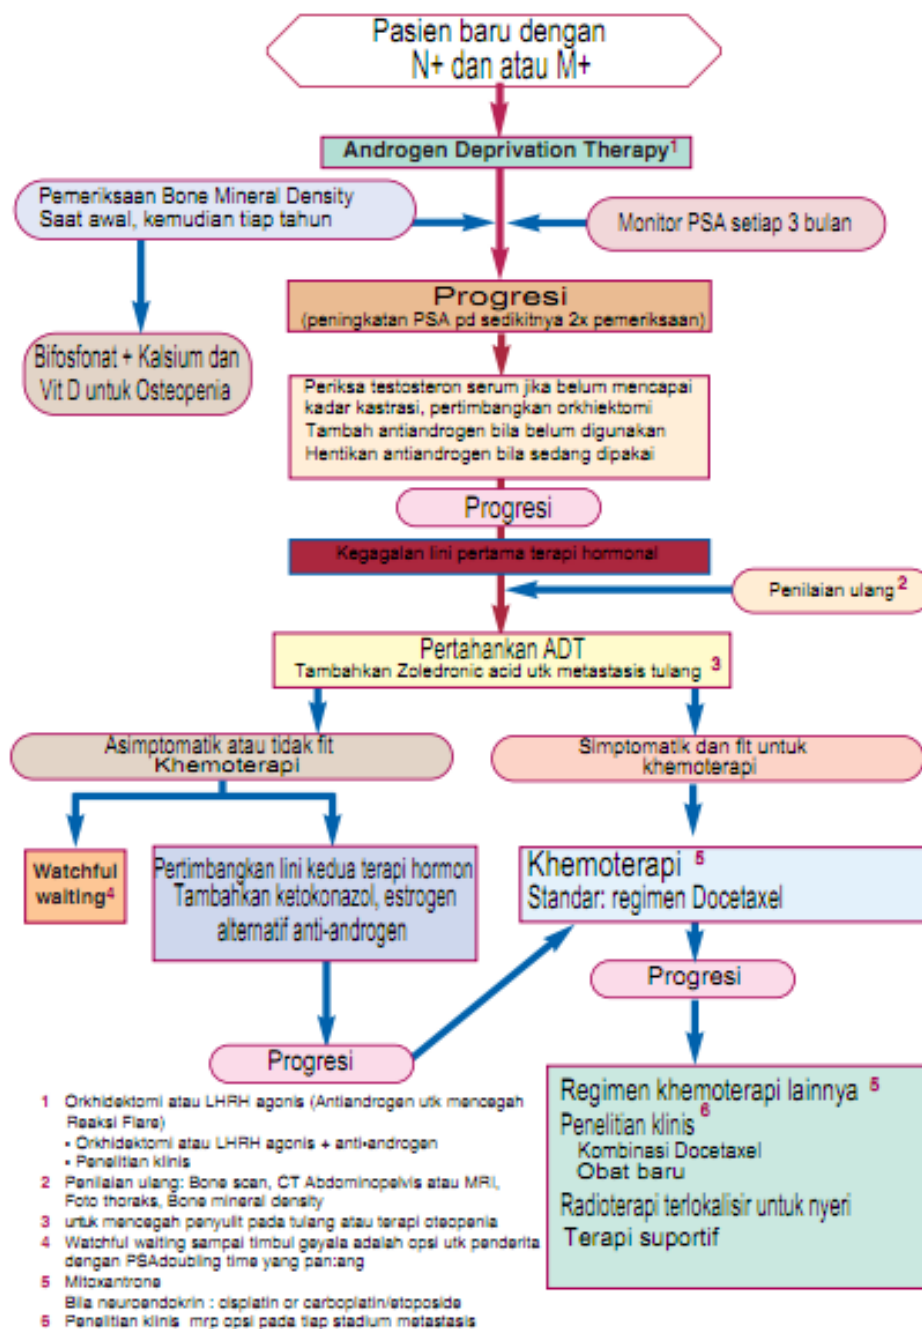 Pasien baru dengan
N+ dan atau M+
Androgen Deprivation Therapy1
Pemeriksaan Bone Mineral Density
Saat awal, kemudian tiap tahun
Monitor PSA setiap 3 bulan
Progresi
(peningkatan PSA pd sedikitnya 2x pemeriksaan)
Bifosfonat + Kalsium dan
Vit D untuk Osteopenia
Periksa testosteron serum jika belum mencapai
kadar kastrasi, pertimbangkan orkhiektomi
Tambah antiandrogen bila belum digunakan
Hentikan antiandrogen bila sedang dipakai
Progresi
Kegagalan lini pertama terapi hormonal
Penilaian ulang 2
Pertahankan ADT
Tambahkan Zoledronic acid utk metastasis tulang 3
Asimptomatik atau tidak fit
Khemoterapi
Simptomatik dan fit untuk
khemoterapi
Watchful
waiting4
Pertimbangkan lini kedua terapi hormon
Tambahkan ketokonazol, estrogen
alternatif anti-androgen
Khemoterapi 5
Standar: regimen Docetaxel
Progresi
Progresi
Regimen khemoterapi lainnya 5
Penelitian klinis 6
Kombinasi Docetaxel
Obat baru
Radioterapi terlokalisir untuk nyeri
Terapi suportif
1 Orkhidektomi atau LHRH agonis (Antiandrogen utk mencegah
Reaksi Flare)
• Orkhidektomi atau LHRH agonis + anti-androgen
• Penelitian klinis
2 Penilaian ulang: Bone scan, CT Abdominopelvis atau MRI,
Foto thoraks, Bone mineral density
3 untuk mencegah penyulit pada tulang atau terapi oteopenia
4 Watchful waiting sampai timbul geyala adalah opsi utk penderita
dengan PSAdoubling time yang pan:ang
5 Mitoxantrone
Bila neuroendokrin : cisplatin or carboplatin/etoposide
6 Penelitian klinis mrp opsi pada tiap stadium metastasis